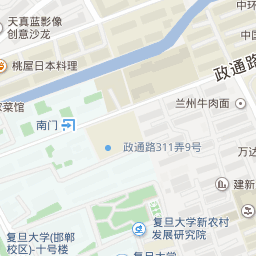 天真蓝影像
创意沙龙
中环
中国
桃屋日本料理
政通路
菜馆
兰州牛肉面
南门
政通路311弄9号
万达
建新
复旦大学新农村
发展研究院
复旦大学(邯郸
校区)-十号楼
复旦大